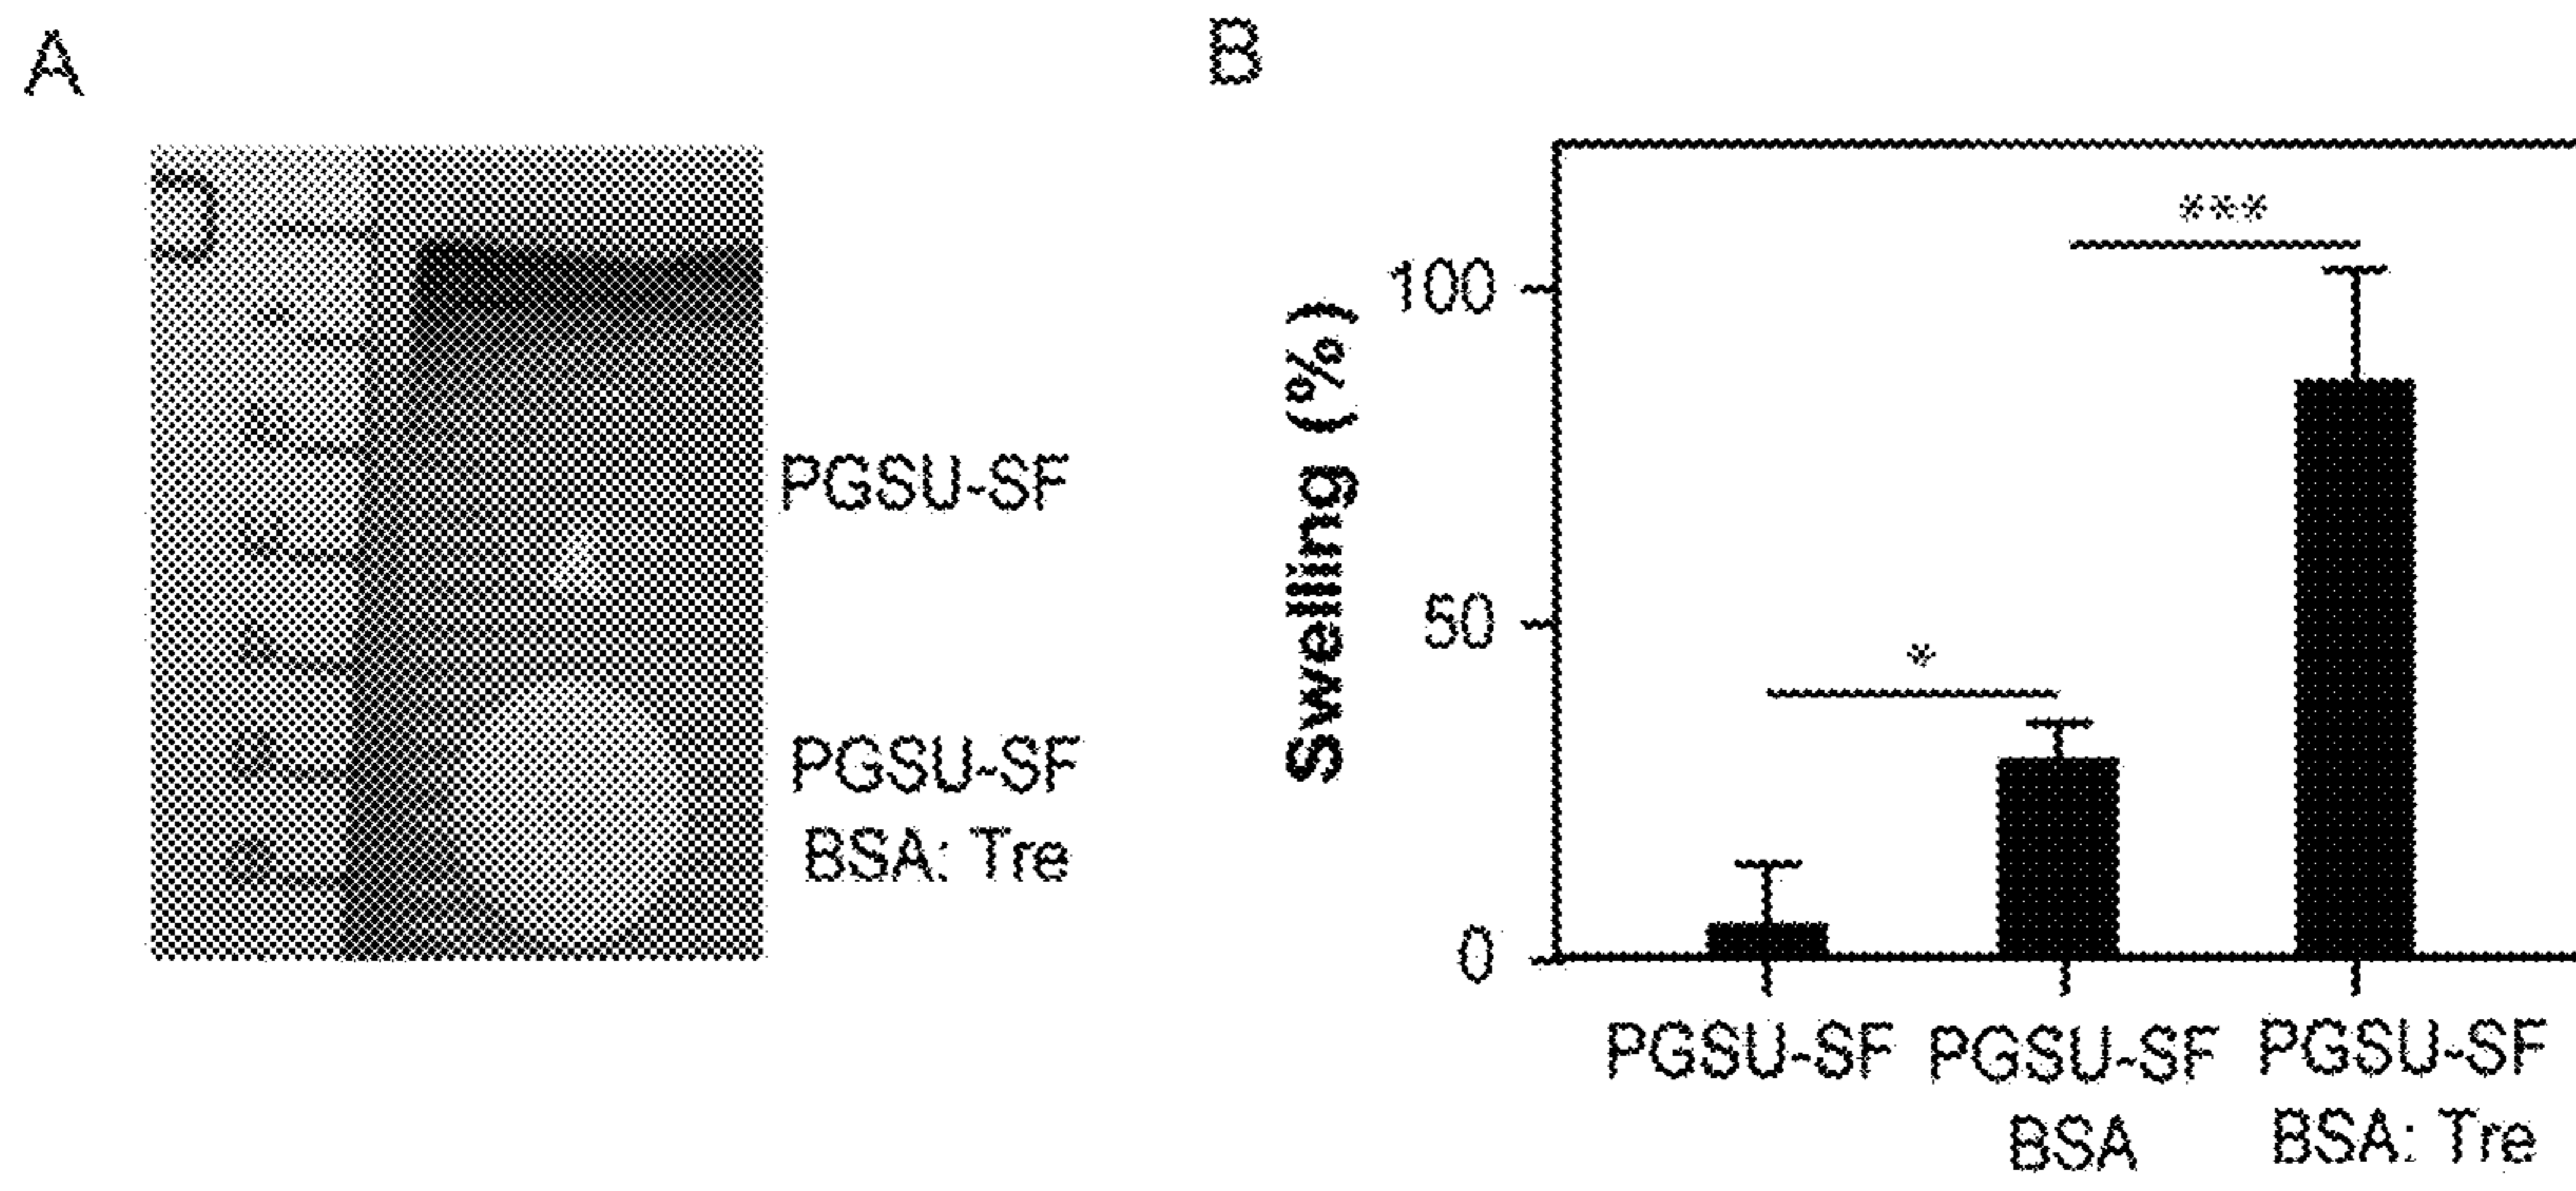 A
PGSU-SF
PGSU-SF
BSA: Tre
B
Swelling (%)
100
50
0
***
*
PGSU-SF
PGSU-SF
BSA
PGSU-SF
BSA: Tre